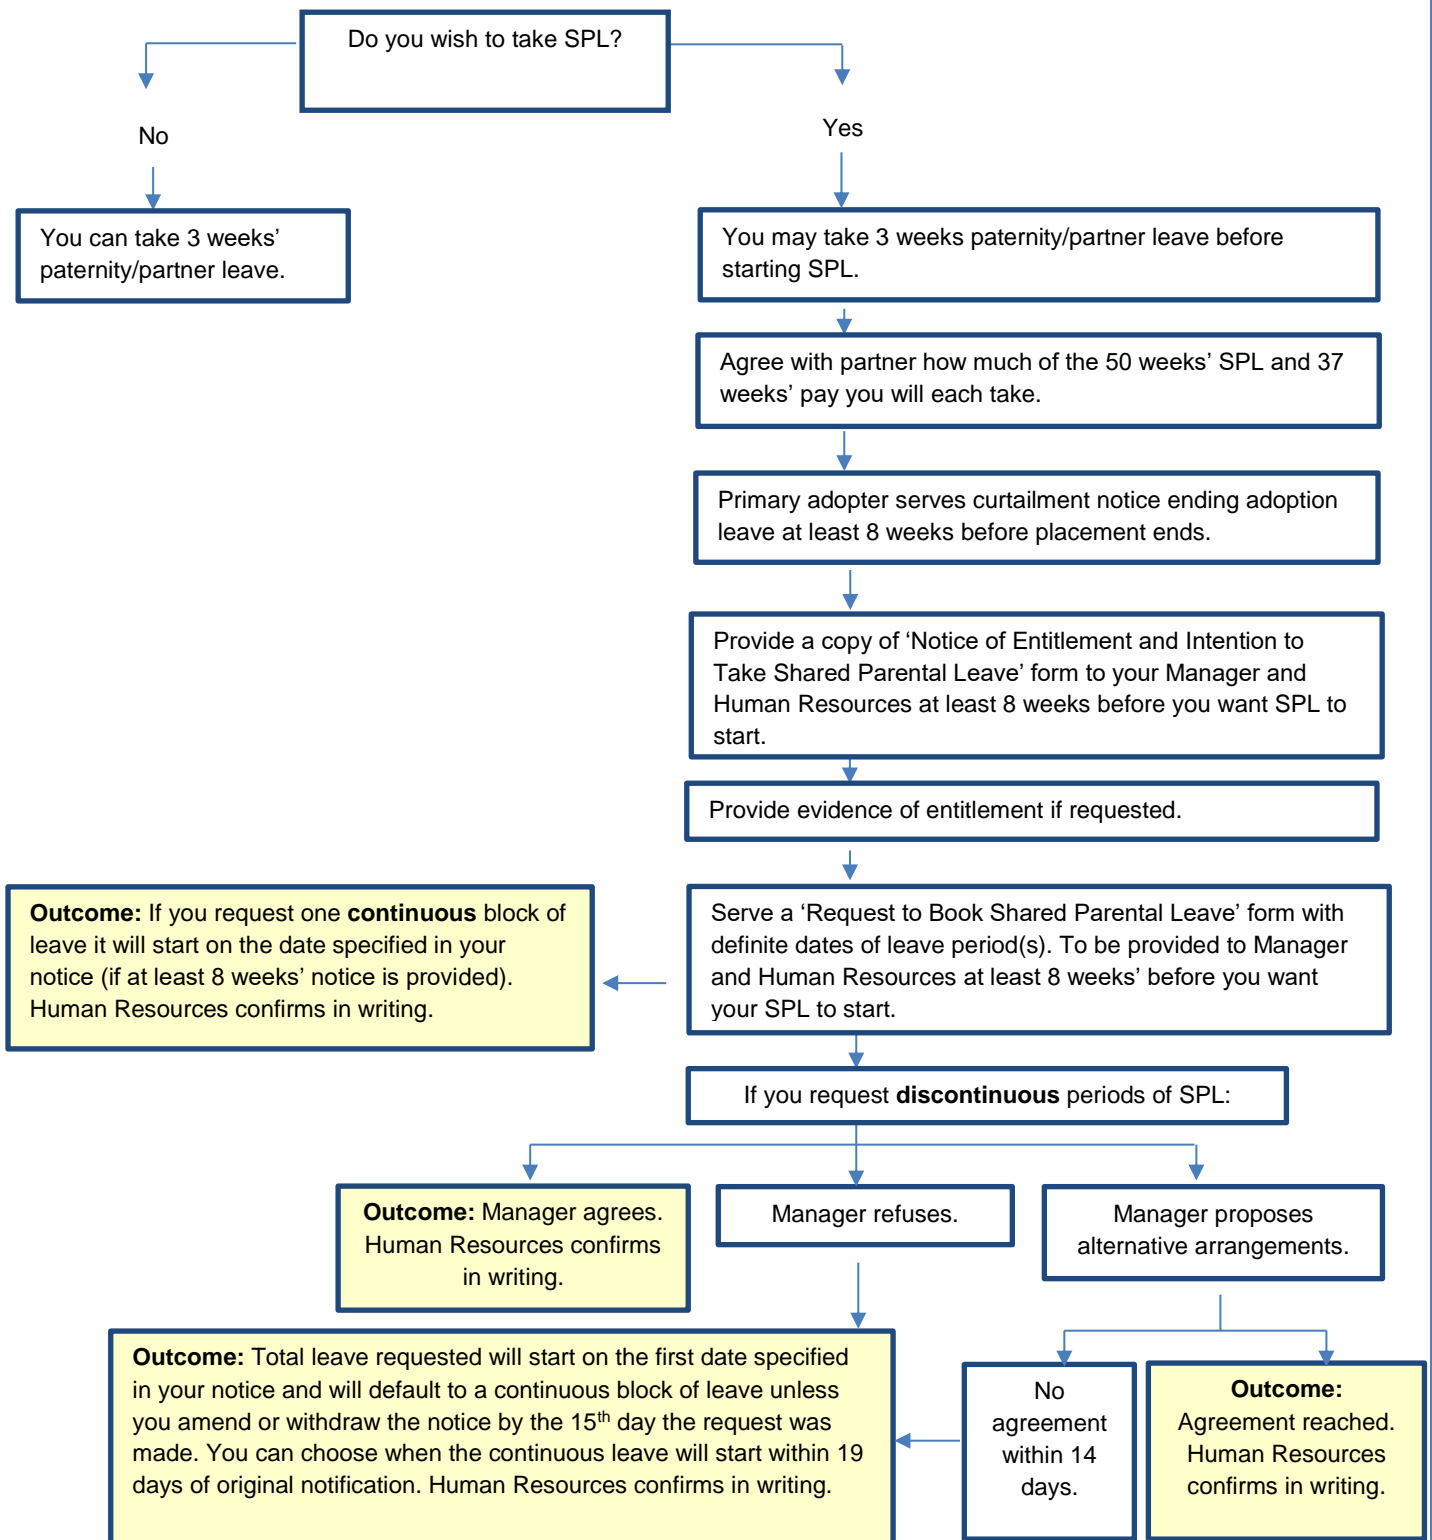 Do you wish to take SPL?
No
Yes
You can take 3 weeks’
paternity/partner leave.
You may take 3 weeks paternity/partner leave before
starting SPL.
Agree with partner how much of the 50 weeks’ SPL and 37
weeks’ pay you will each take.
Primary adopter serves curtailment notice ending adoption
leave at least 8 weeks before placement ends.
Provide a copy of ‘Notice of Entitlement and Intention to
Take Shared Parental Leave’ form to your Manager and
Human Resources at least 8 weeks before you want SPL to
start.
Provide evidence of entitlement if requested.
Outcome: If you request one continuous block of
leave it will start on the date specified in your
notice (if at least 8 weeks’ notice is provided).
Human Resources confirms in writing.
Serve a ‘Request to Book Shared Parental Leave’ form with
definite dates of leave period(s). To be provided to Manager
and Human Resources at least 8 weeks’ before you want
your SPL to start.
If you request discontinuous periods of SPL:
Outcome: Manager agrees.
Human Resources confirms
in writing.
Manager refuses.
Manager proposes
alternative arrangements.
Outcome: Total leave requested will start on the first date specified
in your notice and will default to a continuous block of leave unless
you amend or withdraw the notice by the 15th day the request was
made. You can choose when the continuous leave will start within 19
days of original notification. Human Resources confirms in writing.
No
agreement
within 14
days.
Outcome:
Agreement reached.
Human Resources
confirms in writing.